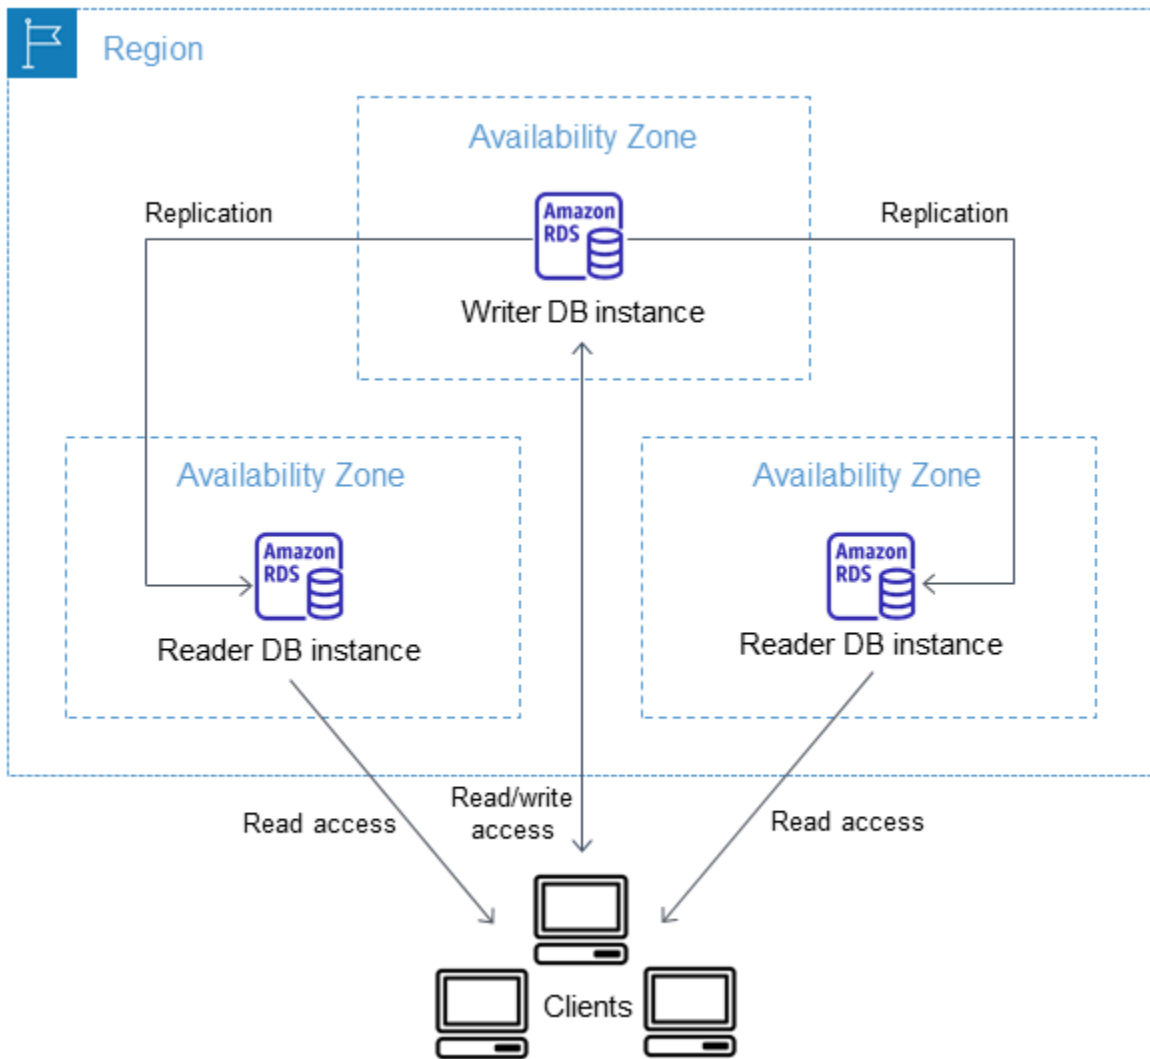 Region
Availability Zone
Replication
Amazon
RDS
Replication
Writer DB instance
Availability Zone
Amazon
RDS
Reader DB instance
Availability Zone
Amazon
RDS
Reader DB instance
Read access
Read/write
access
Read access
Clients